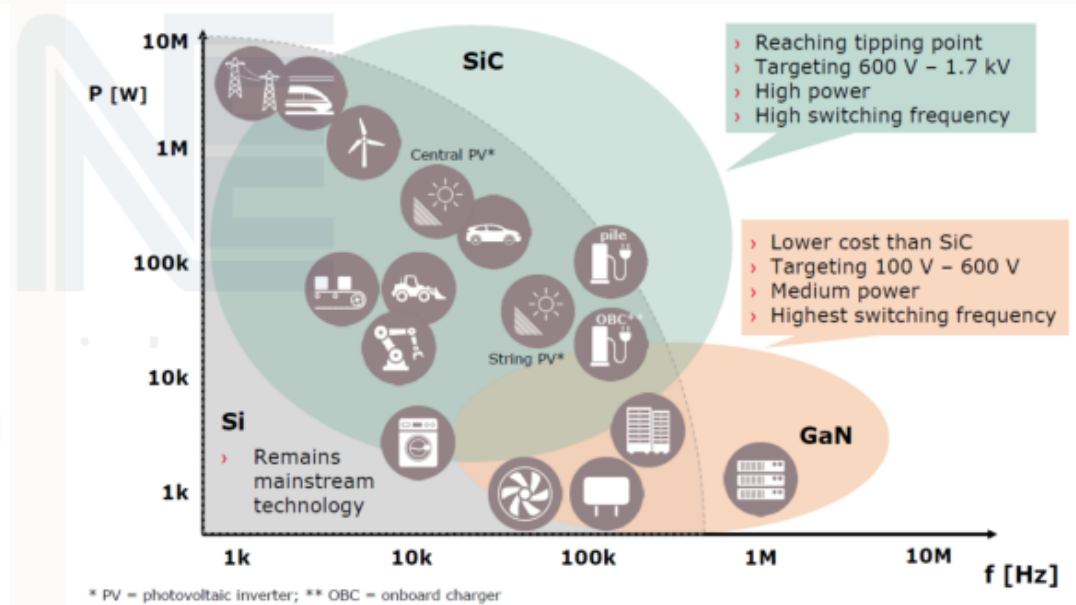 10M
P [W]
1M
100k
10k
1k
SiC
› Reaching tipping point
› Targeting 600 V – 1.7 kV
› High power
› High switching frequency
Central PV*
pile
› Lower cost than SiC
› Targeting 100 V – 600 V
› Medium power
› Highest switching frequency
OBC**
String PV*
Si
› Remains
mainstream
technology
GaN
1k
10k
100k
1M
10M
f [Hz]
* PV = photovoltaic inverter; ** OBC = onboard charger